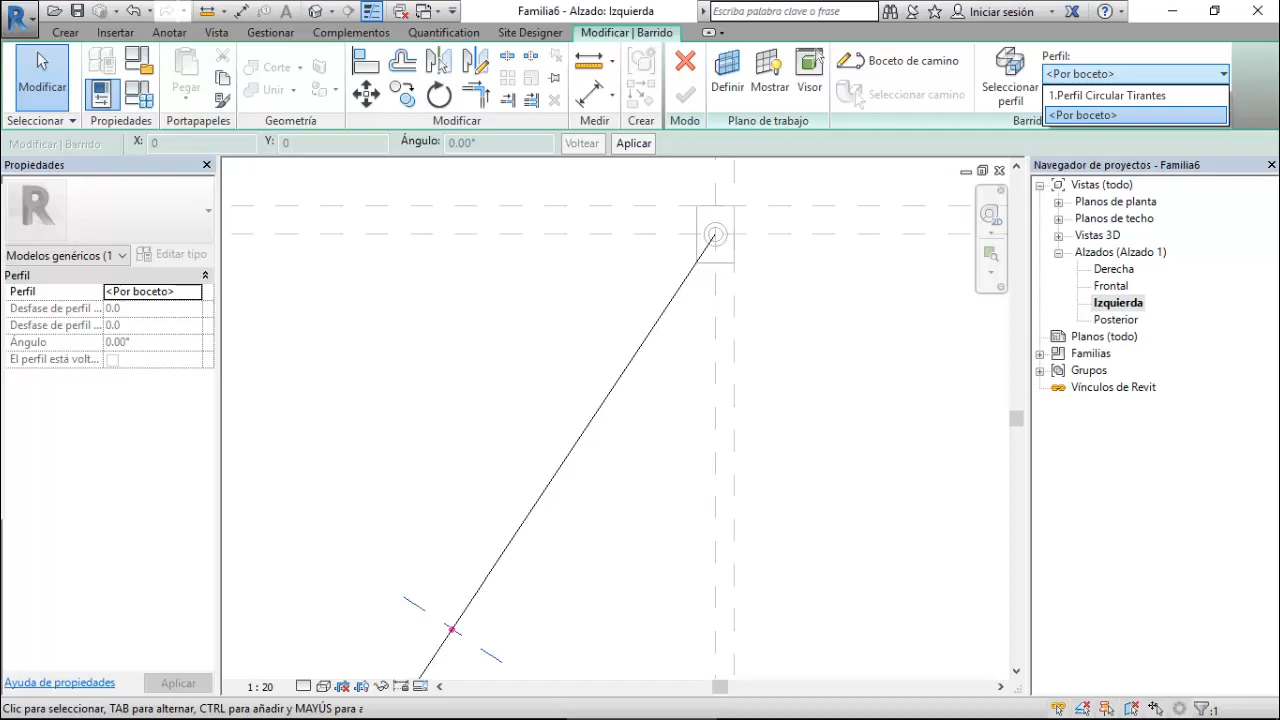 Familia6 - Alzado: Izquierda
Escriba palabra clave o frase
Iniciar sesión
Crear
Insertar
Anotar
Vista
Gestionar
Complementos
Quantification
Site Designer
Modificar | Barrido
Modificar
Pegar
Corte
Unir
Definir
Mostrar
Visor
Boceto de camino
Seleccionar camino
Seleccionar perfil
Perfil:
<Por boceto>
1.Perfil Circular Tirantes
<Por boceto>
Seleccionar
Propiedades
Portapapeles
Geometría
Modificar
Medir
Crear
Modo
Plano de trabajo
Barrid
Modificar | Barrido
X: 0
Y: 0
Ángulo: 0.00°
Voltear
Aplicar
Propiedades
R
Modelos genéricos (1
Editar tipo
Perfil
Perfil <Por boceto>
Desfase de perfil ... 0.0
Desfase de perfil ... 0.0
Ángulo 0.00°
El perfil está volt...
Ayuda de propiedades
Aplicar
2D
Navegador de proyectos - Familia6
Vistas (todo)
Planos de planta
Planos de techo
Vistas 3D
Alzados (Alzado 1)
Derecha
Frontal
Izquierda
Posterior
Planos (todo)
Familias
Grupos
Vínculos de Revit
1 : 20
Clic para seleccionar, TAB para alternar, CTRL para añadir y MAYÚS para a
:1